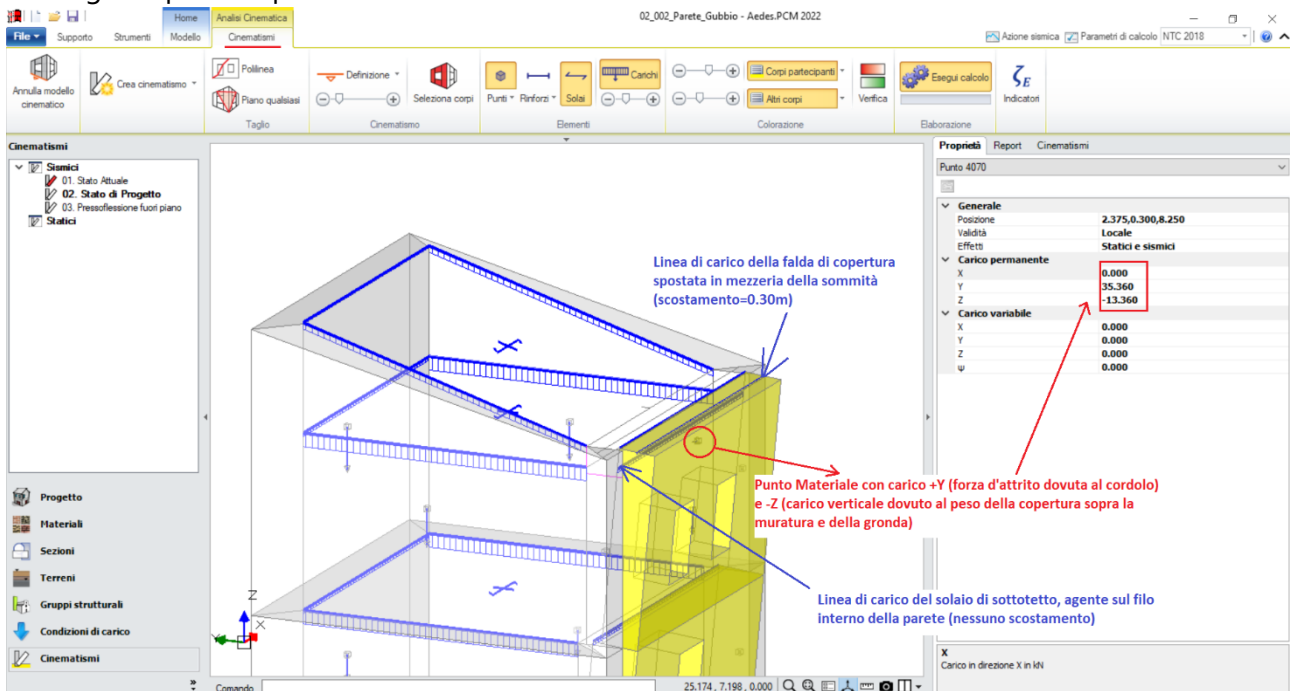 02_002_Parete_Gubbio - Aedes.PCM 2022
Home
Analisi Cinematica
File
Supporto
Strumenti
Modello
Cinematismi
Azione sismica
Parametri di calcolo
NTC 2018
Annulla modello
cinematico
Crea cinematismo
Polilinea
Piano qualsiasi
Taglio
Definizione
Seleziona corpi
Cinematismo
Punti
Rinforzi
Solai
Carichi
Elementi
Corpi partecipanti
Altri corpi
Verifica
Colorazione
Esegui calcolo
Elaborazione
ζE
Indicatori
Cinematismi
Sismici
01. Stato Attuale
02. Stato di Progetto
03. Pressoflessione fuori piano
Statici
Progetto
Materiali
Sezioni
Terreni
Gruppi strutturali
Condizioni di carico
Cinematismi
Linea di carico della falda di copertura
spostata in mezzeria della sommità
(scostamento=0.30m)
Punto Materiale con carico +Y (forza d'attrito dovuta al cordolo)
e -Z (carico verticale dovuto al peso della copertura sopra la
muratura e della gronda)
Linea di carico del solaio di sottotetto, agente sul filo
interno della parete (nessuno scostamento)
Z
X
Y
Comando
25.174 , 7.198 , 0.000
Proprietà Report Cinematismi
Punto 4070
Generale
Posizione 2.375,0.300,8.250
Validità Locale
Effetti Statici e sismici
Carico permanente
X 0.000
Y 35.360
Z -13.360
Carico variabile
X 0.000
Y 0.000
Z 0.000
ψ 0.000
X
Carico in direzione X in kN